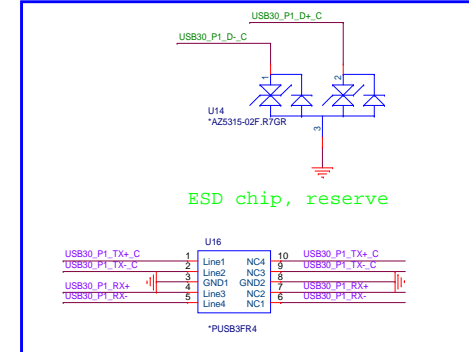 USB30_P1_D+_C
USB30_P1_D-_C
1
2
U14
*AZ5315-02F.R7GR
3
ESD chip, reserve
U16
USB30_P1_TX+_C 1 Line1 NC4 10 USB30_P1_TX+_C
USB30_P1_TX-_C 2 Line2 NC3 9 USB30_P1_TX-_C
3 GND1 GND2 8
USB30_P1_RX+ 4 Line3 NC2 7 USB30_P1_RX+
USB30_P1_RX- 5 Line4 NC1 6 USB30_P1_RX-
*PUSB3FR4